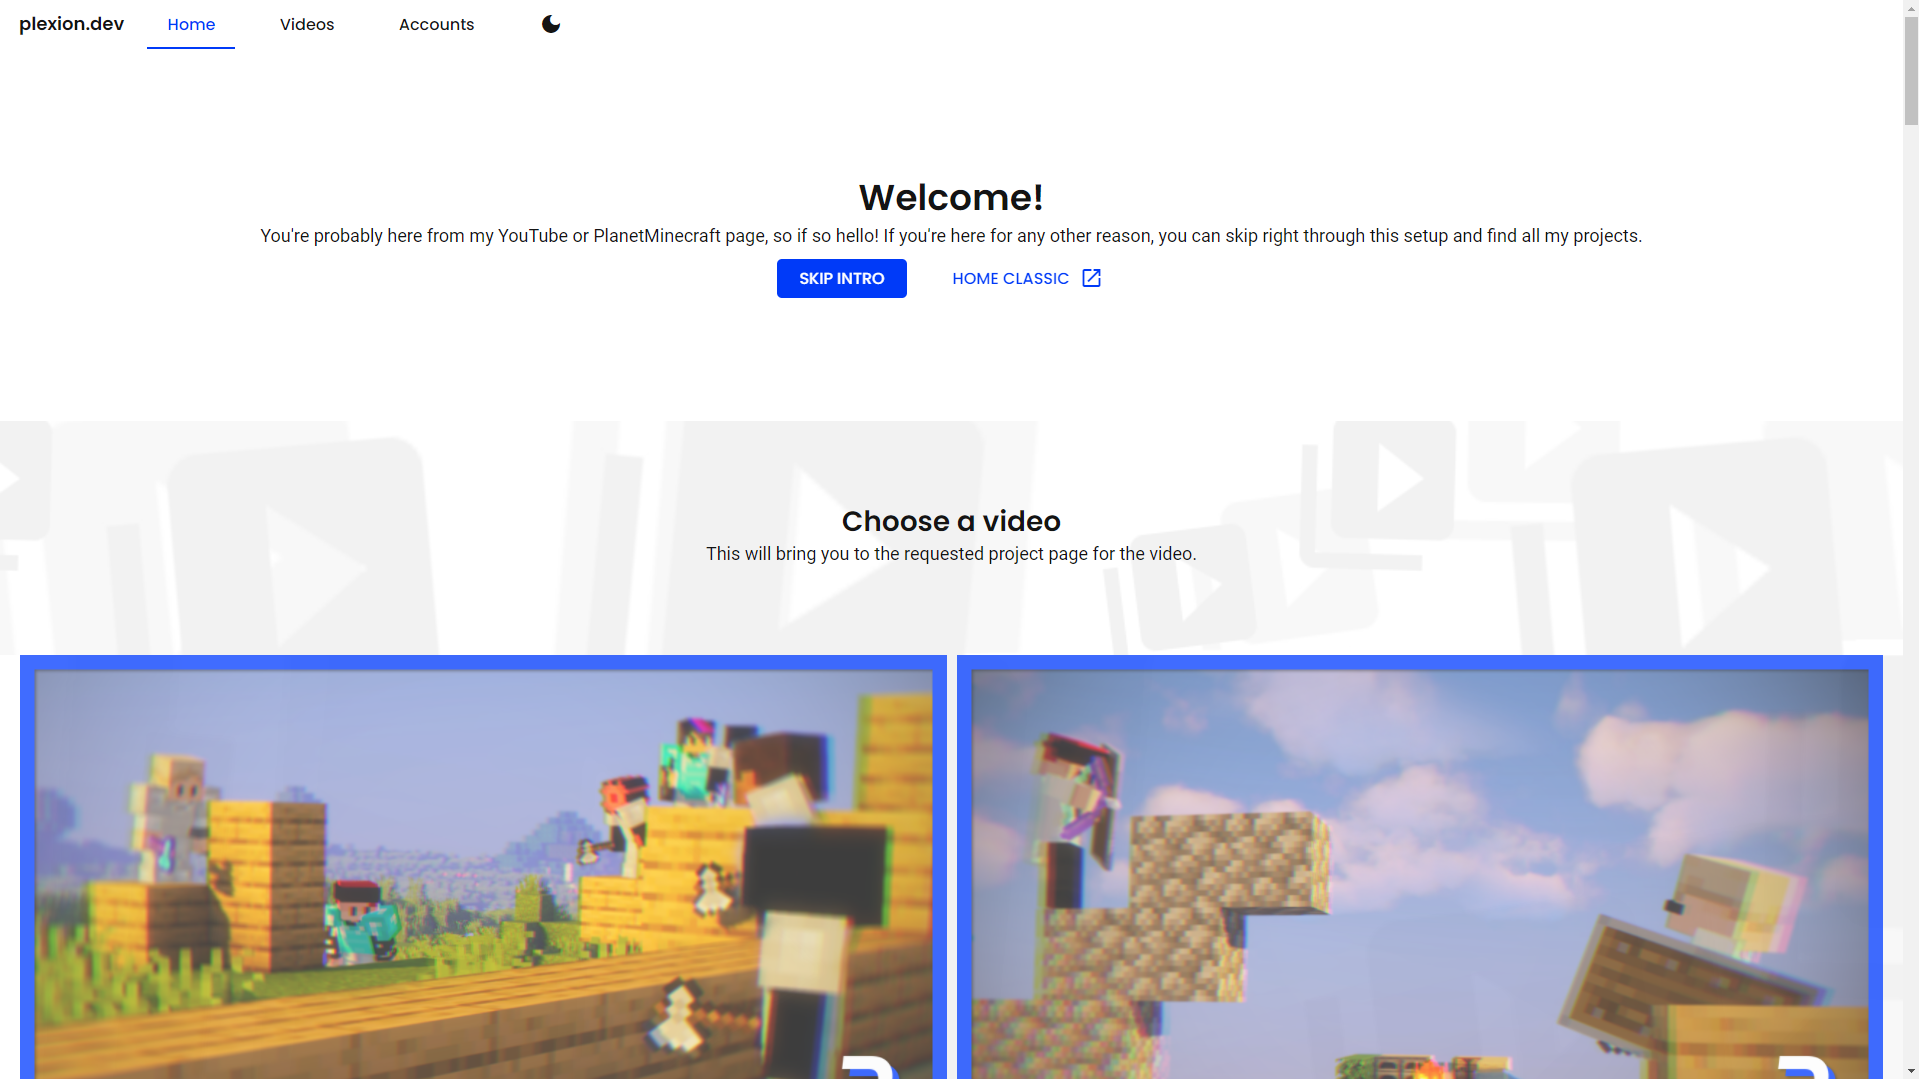 plexion.dev Home Videos Accounts
Welcome!
You're probably here from my YouTube or PlanetMinecraft page, so if so hello! If you're here for any other reason, you can skip right through this setup and find all my projects.
SKIP INTRO HOME CLASSIC
Choose a video
This will bring you to the requested project page for the video.